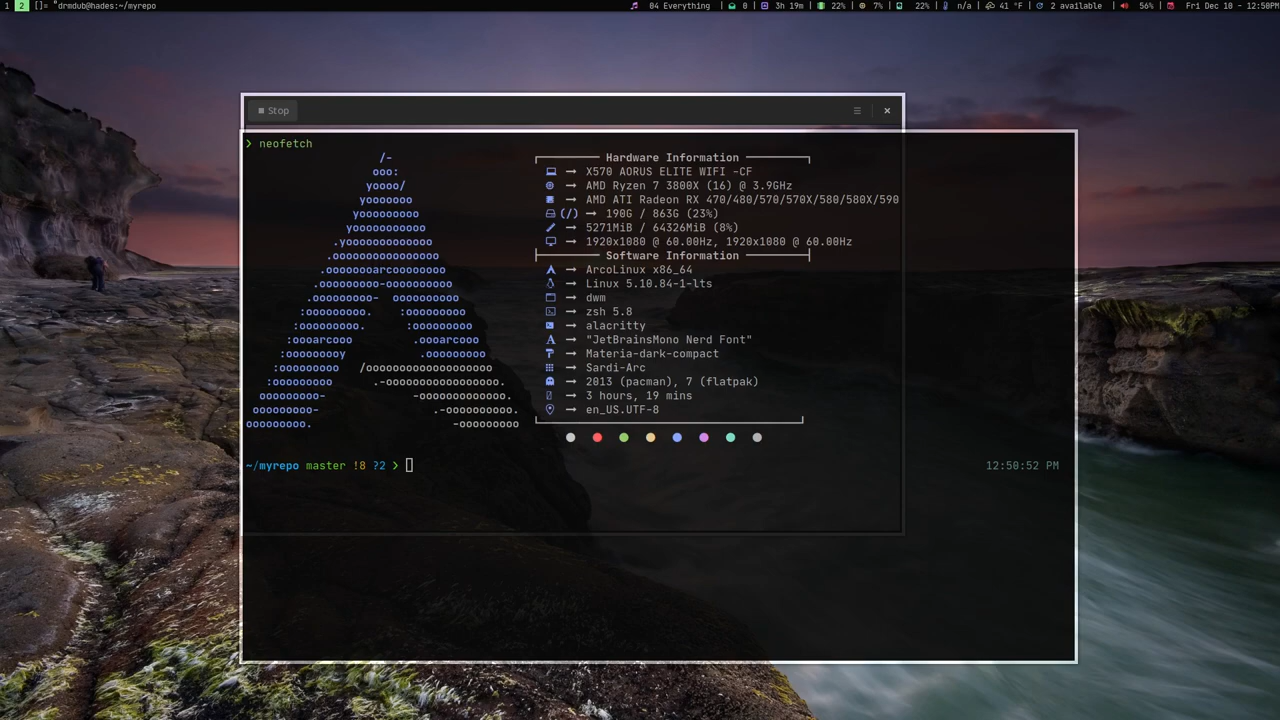 1 2 []= "drmdub@hades:~/myrepo 04 Everything | 0 | 3h 19m | 22% | 7% | 22% | n/a | 41 °F | 2 available | 56% | Fri Dec 10 - 12:50PM
Stop
❯ neofetch
/-
ooo:
yoooo/
yooooooo
yooooooooo
yooooooooooo
.yooooooooooooo
.oooooooooooooooo
.oooooooarcoooooooo
.ooooooooo-oooooooooo
.ooooooooo- oooooooooo
:ooooooooo. :ooooooooo
:ooooooooo. :ooooooooo
:oooarcooo .oooarcooo
:ooooooooy .ooooooooo
:ooooooooo /ooooooooooooooooooo
:ooooooooo .-ooooooooooooooooo.
ooooooooo- -ooooooooooooo.
ooooooooo- .-oooooooooo.
ooooooooo. -ooooooooo
Hardware Information
→ X570 AORUS ELITE WIFI -CF
→ AMD Ryzen 7 3800X (16) @ 3.9GHz
→ AMD ATI Radeon RX 470/480/570/570X/580/580X/590
(/) → 190G / 863G (23%)
→ 5271MiB / 64326MiB (8%)
→ 1920x1080 @ 60.00Hz, 1920x1080 @ 60.00Hz
Software Information
→ ArcoLinux x86_64
→ Linux 5.10.84-1-lts
→ dwm
→ zsh 5.8
→ alacritty
→ "JetBrainsMono Nerd Font"
→ Materia-dark-compact
→ Sardi-Arc
→ 2013 (pacman), 7 (flatpak)
→ 3 hours, 19 mins
→ en_US.UTF-8
~/myrepo master !8 ?2 ❯ 12:50:52 PM